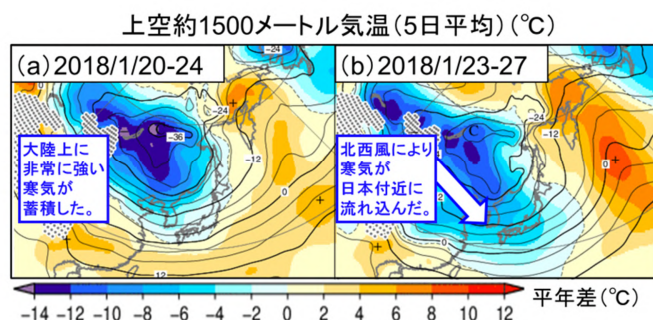 上空約1500メートル気温(5日平均)(℃)
(a)2018/1/20-24
(b)2018/1/23-27
-24
0
-24
-36
-12
0
12
大陸上に
非常に強い
寒気が
蓄積した。
-24
-12
0
0
12
北西風により
寒気が
日本付近に
流れ込んだ。
-14 -12 -10 -8 -6 -4 -2 0 2 4 6 8 10 12
平年差(℃)